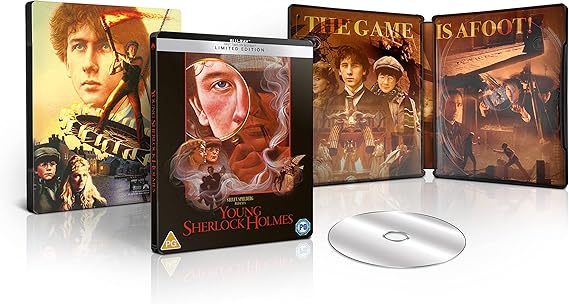 BLU-RAY
LIMITED EDITION
STEVEN SPIELBERG
PRESENTS
YOUNG
SHERLOCK HOLMES
PG
PG
THE GAME
IS AFOOT!